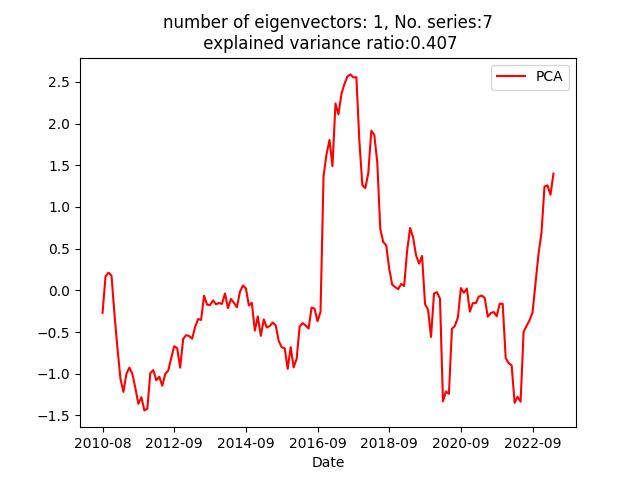 number of eigenvectors: 1, No. series:7
explained variance ratio:0.407
PCA
2.5
2.0
1.5
1.0
0.5
0.0
−0.5
−1.0
−1.5
2010-08 2012-09 2014-09 2016-09 2018-09 2020-09 2022-09
Date